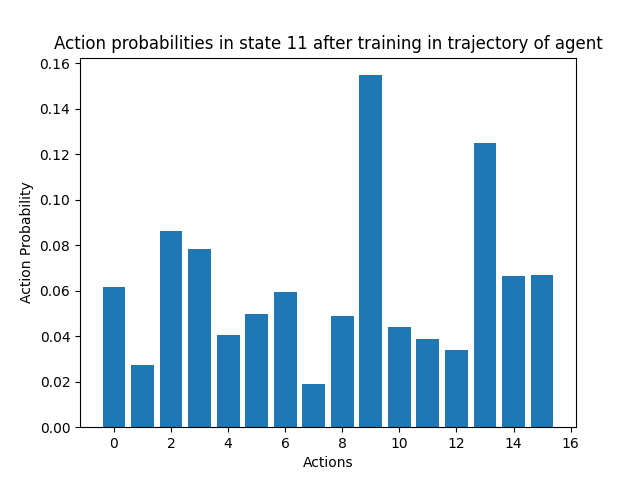 Action probabilities in state 11 after training in trajectory of agent
0.16
0.14
0.12
0.10
0.08
0.06
0.04
0.02
0.00
Action Probability
0 2 4 6 8 10 12 14 16
Actions